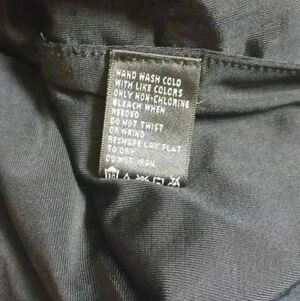 HAND WASH COLD
WITH LIKE COLORS
ONLY NON-CHLORINE
BLEACH WHEN
NEEDED
DO NOT TWIST
OR WRING
RESHAPE LAY FLAT
TO DRY
DO NOT IRON